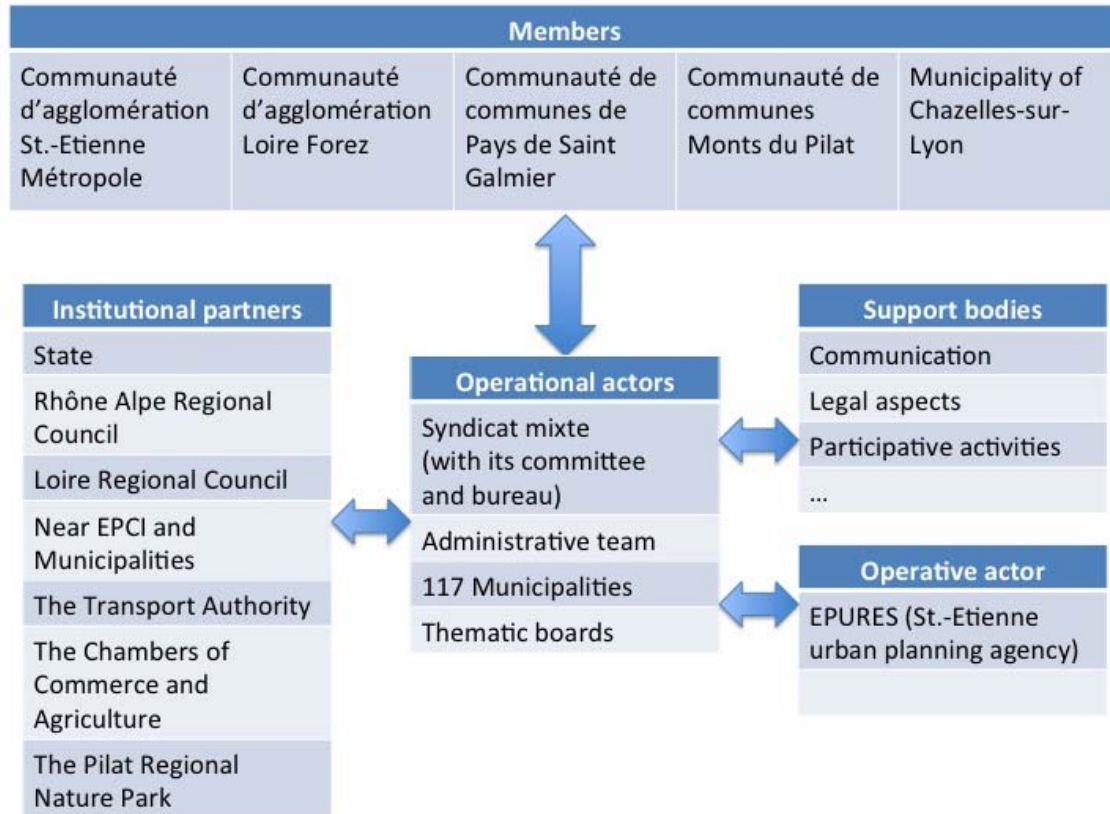 Members
Communauté
d'agglomération
St.-Etienne
Métropole
Communauté
d'agglomération
Loire Forez
Communauté de
communes de
Pays de Saint
Galmier
Communauté de
communes
Monts du Pilat
Municipality of
Chazelles-sur-
Lyon
Institutional partners
State
Rhône Alpe Regional
Council
Loire Regional Council
Near EPCI and
Municipalities
The Transport Authority
The Chambers of
Commerce and
Agriculture
The Pilat Regional
Nature Park
Operational actors
Syndicat mixte
(with its committee
and bureau)
Administrative team
117 Municipalities
Thematic boards
Support bodies
Communication
Legal aspects
Participative activities
...
Operative actor
EPURES (St.-Etienne
urban planning agency)